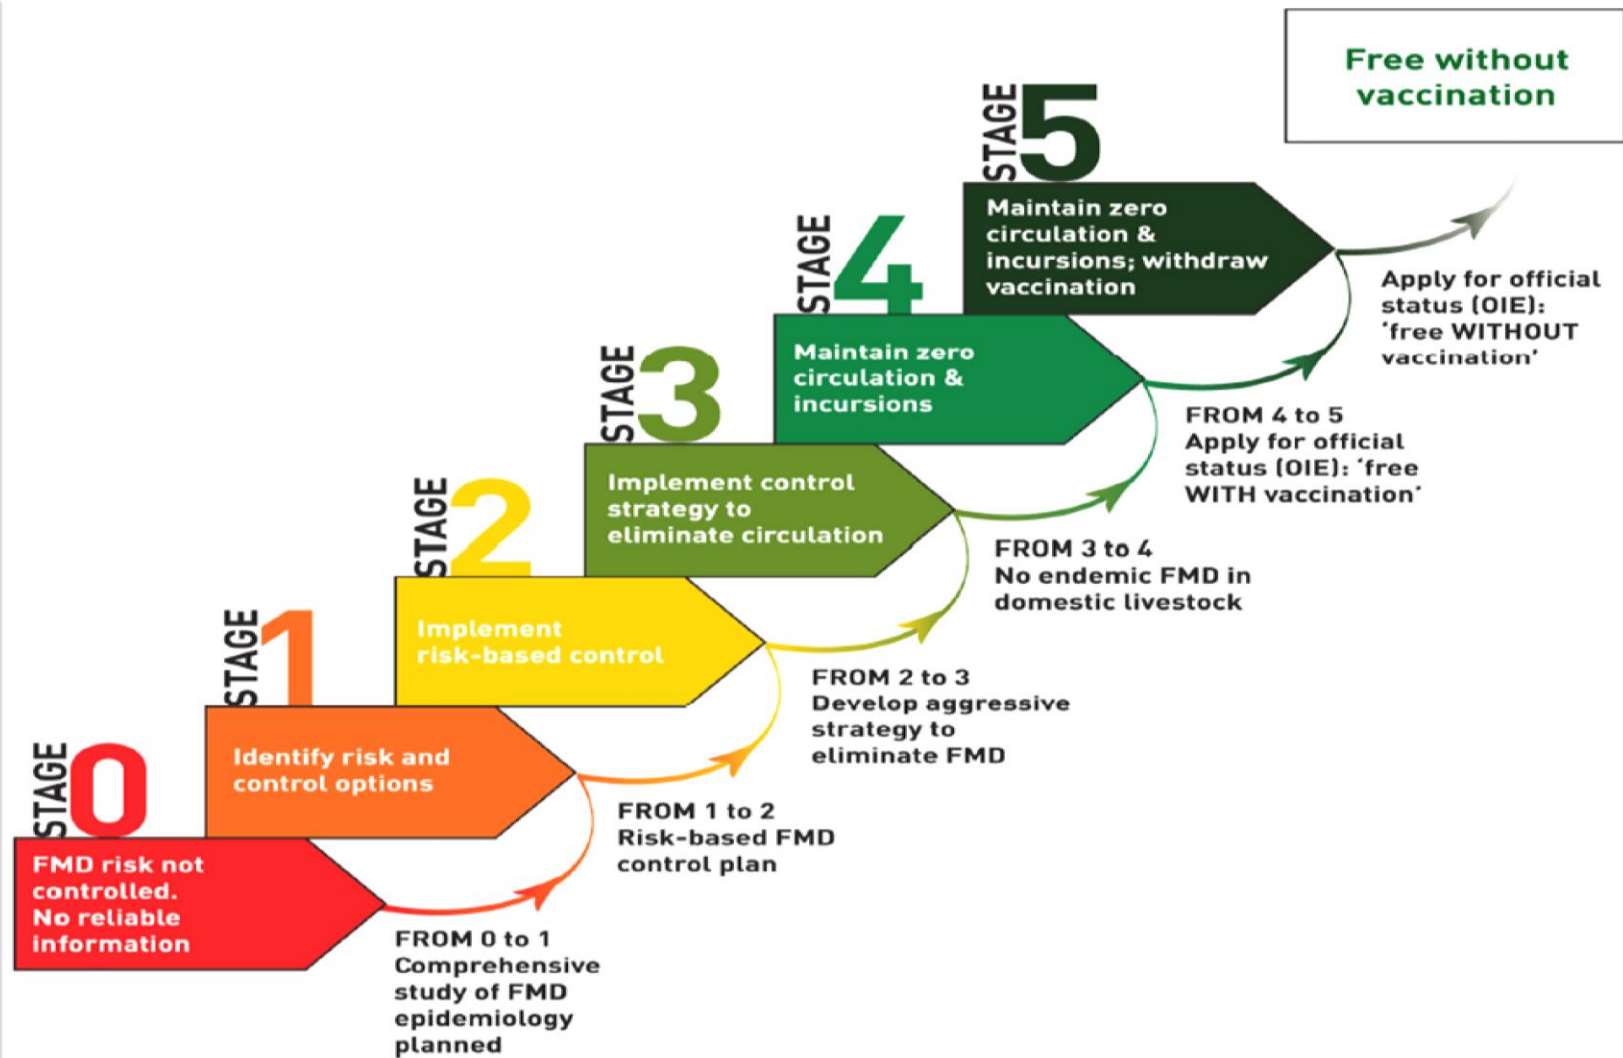 Free without
vaccination
STAGE 5
Maintain zero
circulation &
incursions; withdraw
vaccination
Apply for official
status (OIE):
‘free WITHOUT
vaccination’
STAGE 4
Maintain zero
circulation &
incursions
FROM 4 to 5
Apply for official
status (OIE): ‘free
WITH vaccination’
STAGE 3
Implement control
strategy to
eliminate circulation
FROM 3 to 4
No endemic FMD in
domestic livestock
STAGE 2
Implement
risk-based control
FROM 2 to 3
Develop aggressive
strategy to
eliminate FMD
STAGE 1
Identify risk and
control options
FROM 1 to 2
Risk-based FMD
control plan
STAGE 0
FMD risk not
controlled.
No reliable
information
FROM 0 to 1
Comprehensive
study of FMD
epidemiology
planned